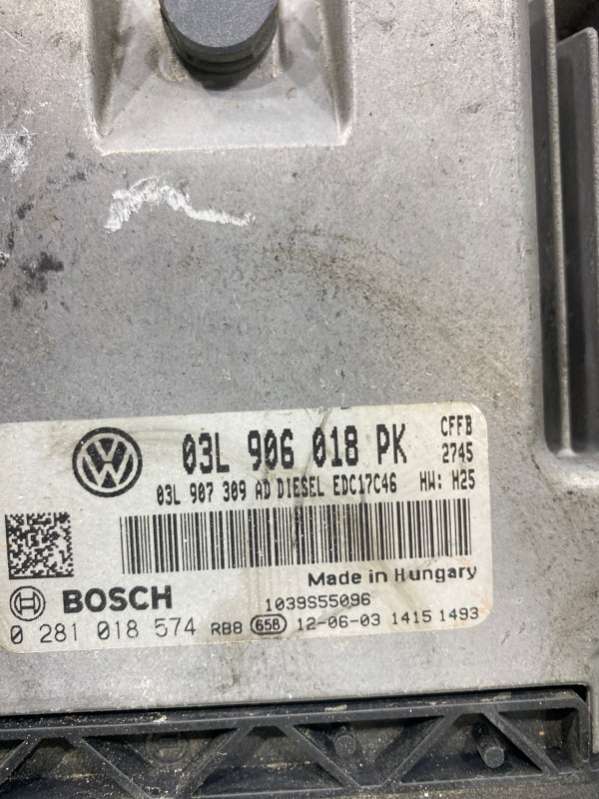 03L 906 018 PK CFFB
2745
03L 907 309 AD DIESEL EDC17C46 HW: H25
Made in Hungary
BOSCH 1039S55096
0 281 018 574 RB8 658 12-06-03 1415 1493